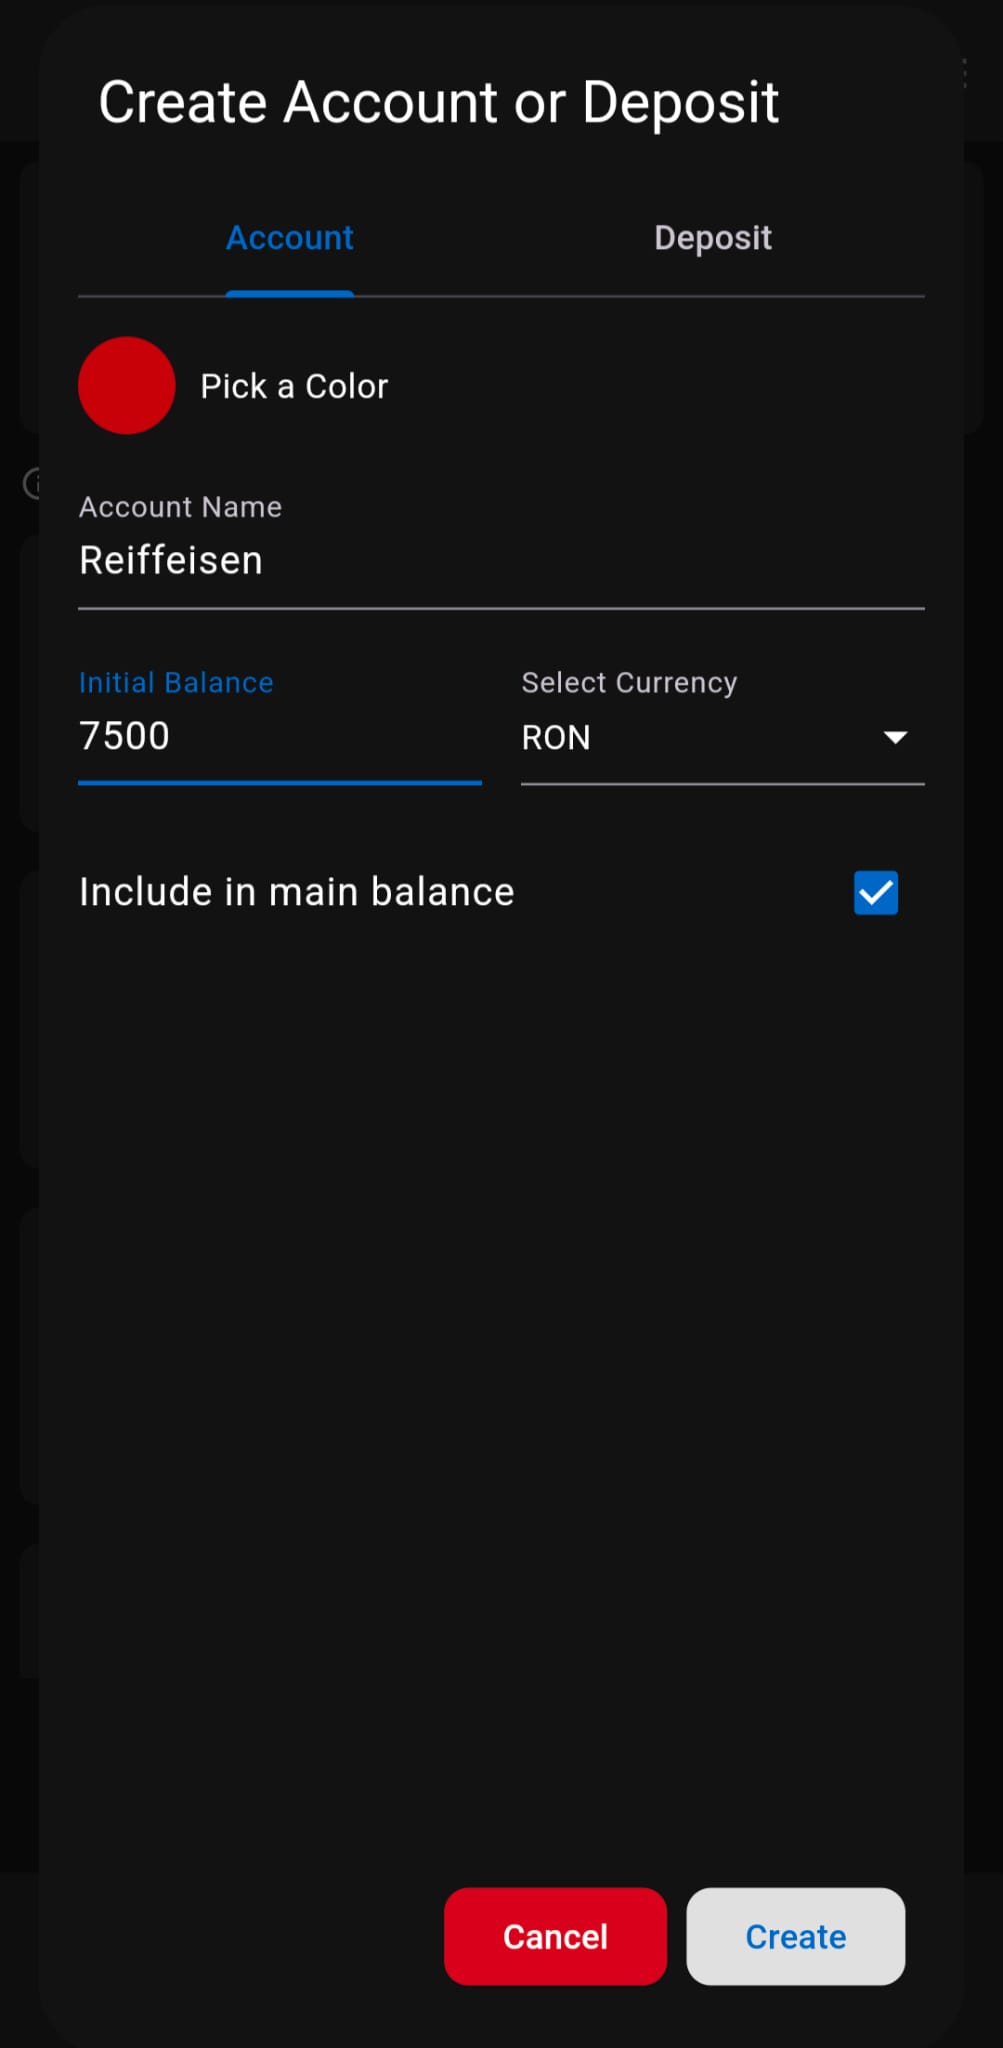 Create Account or Deposit
Account
Deposit
Pick a Color
Account Name
Reiffeisen
Initial Balance
Select Currency
7500
RON
Include in main balance
Cancel
Create